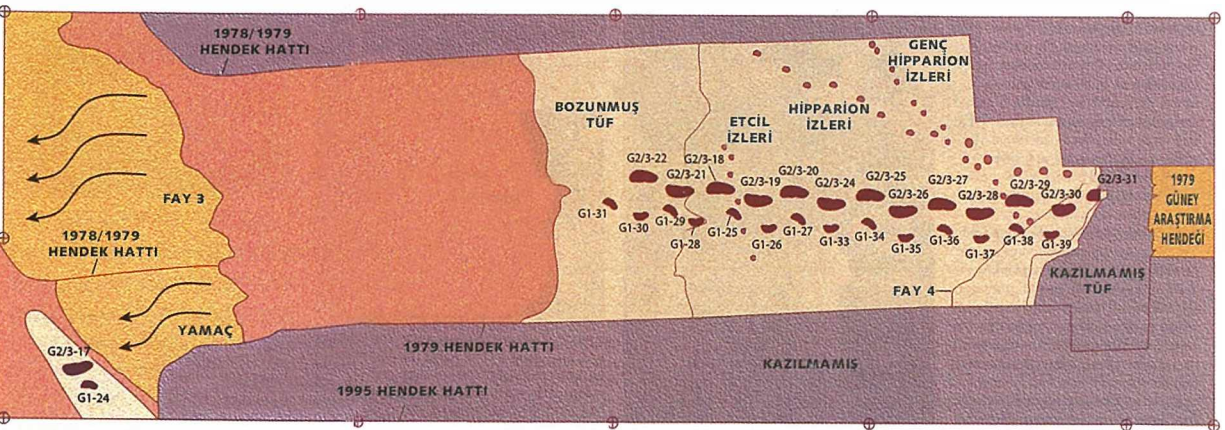 1978/1979
HENDEK HATTI
GENÇ
HİPPARİON
İZLERİ
BOZUNMUŞ
TÜF
ETCİL
İZLERİ
HİPPARİON
İZLERİ
G2/3-22
G2/3-21
G2/3-18
G2/3-19
G2/3-20
G2/3-24
G2/3-25
G2/3-26
G2/3-27
G2/3-28
G2/3-29
G2/3-30
G2/3-31
G1-31
G1-30
G1-29
G1-28
G1-25
G1-26
G1-27
G1-33
G1-34
G1-35
G1-36
G1-37
G1-38
G1-39
1979
GÜNEY
ARAŞTIRMA
HENDEĞİ
FAY 3
1978/1979
HENDEK HATTI
KAZILMAMIŞ
TÜF
FAY 4
YAMAÇ
G2/3-17
G1-24
1979 HENDEK HATTI
KAZILMAMIŞ
1995 HENDEK HATTI